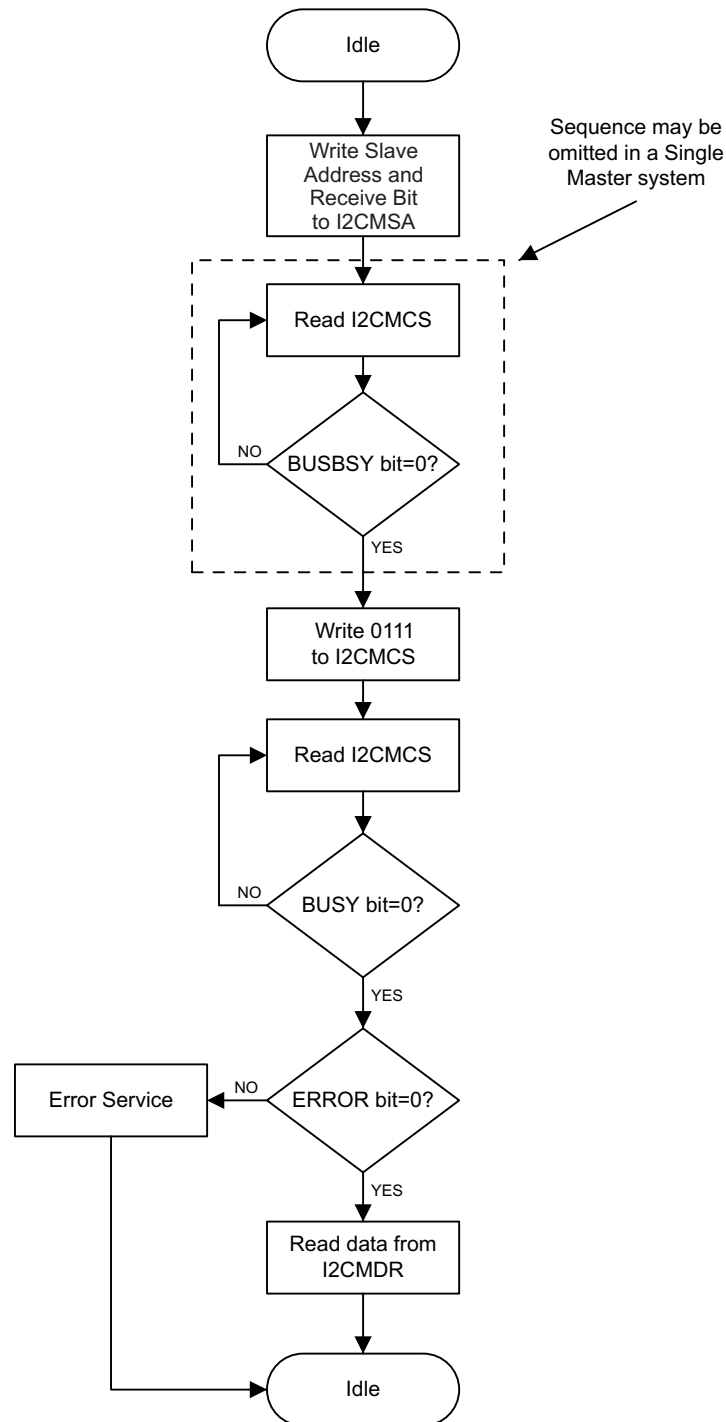 Idle
Write Slave
Address and
Receive Bit
to I2CMSA
Sequence may be
omitted in a Single
Master system
Read I2CMCS
NO
BUSBSY bit=0?
YES
Write 0111
to I2CMCS
Read I2CMCS
NO
BUSY bit=0?
YES
Error Service
NO
ERROR bit=0?
YES
Read data from
I2CMDR
Idle